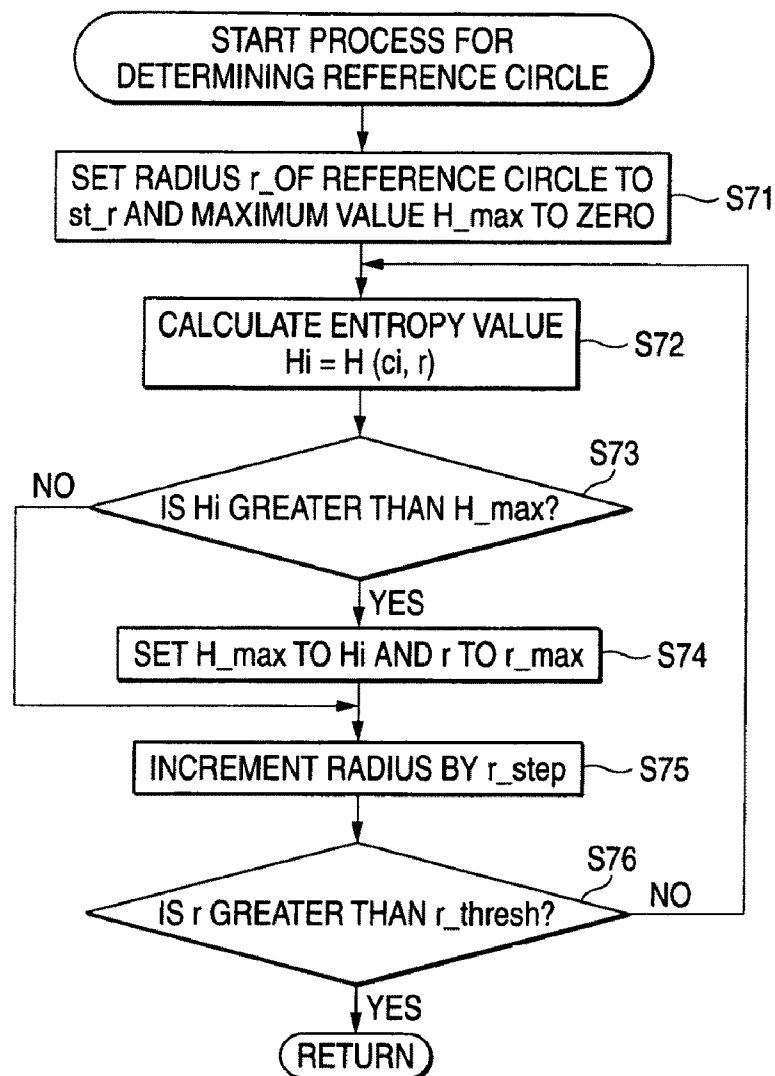 START PROCESS FOR
DETERMINING REFERENCE CIRCLE
SET RADIUS r_OF REFERENCE CIRCLE TO
st_r AND MAXIMUM VALUE H_max TO ZERO
S71
CALCULATE ENTROPY VALUE
Hi = H (ci, r)
S72
S73
NO
IS Hi GREATER THAN H_max?
YES
SET H_max TO Hi AND r TO r_max
S74
INCREMENT RADIUS BY r_step
S75
S76
IS r GREATER THAN r_thresh?
NO
YES
RETURN